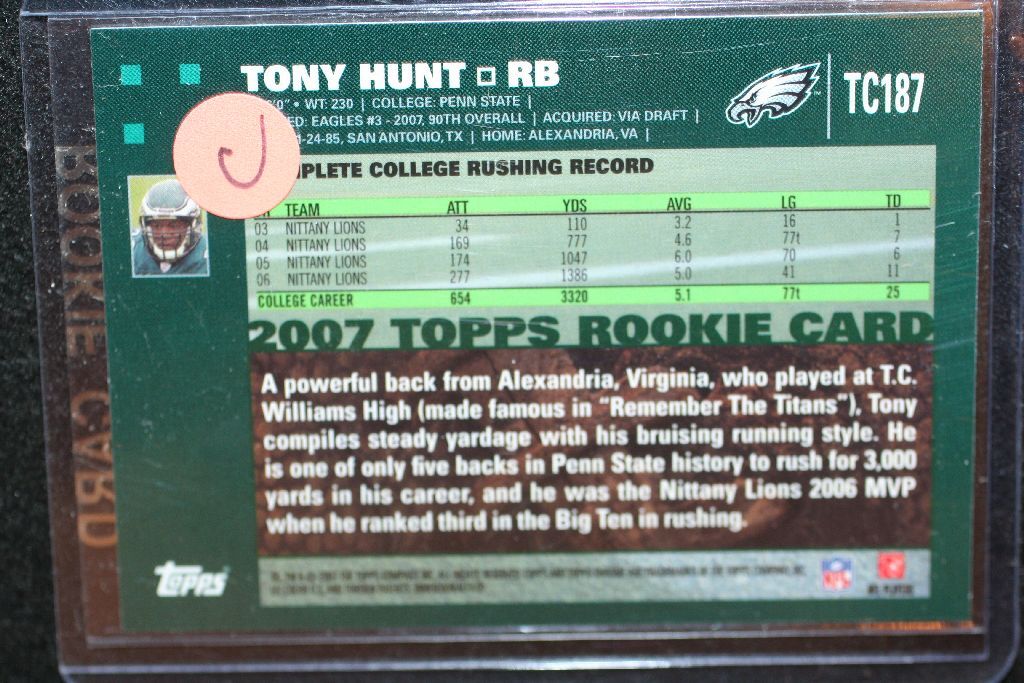 TONY HUNT RB
TC187
0" • WT: 230 | COLLEGE: PENN STATE |
ED: EAGLES #3 - 2007, 90TH OVERALL | ACQUIRED: VIA DRAFT |
-24-85, SAN ANTONIO, TX | HOME: ALEXANDRIA, VA |
J
MPLETE COLLEGE RUSHING RECORD
TEAM ATT YDS AVG LG TD
03 NITTANY LIONS 34 110 3.2 16 1
04 NITTANY LIONS 169 777 4.6 77t 7
05 NITTANY LIONS 174 1047 6.0 70 6
06 NITTANY LIONS 277 1386 5.0 41 11
COLLEGE CAREER 654 3320 5.1 77t 25
2007 TOPPS ROOKIE CARD
A powerful back from Alexandria, Virginia, who played at T.C.
Williams High (made famous in "Remember The Titans"), Tony
compiles steady yardage with his bruising running style. He
is one of only five backs in Penn State history to rush for 3,000
yards in his career, and he was the Nittany Lions 2006 MVP
when he ranked third in the Big Ten in rushing.
Topps
NFL
ROOKIE CARD